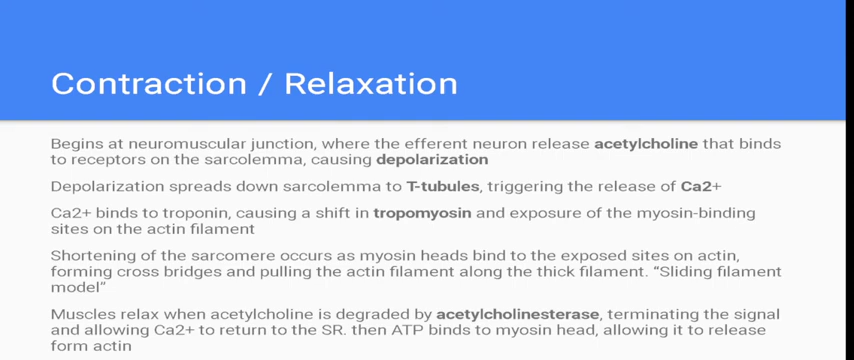 Contraction / Relaxation
Begins at neuromuscular junction, where the efferent neuron release acetylcholine that binds
to receptors on the sarcolemma, causing depolarization
Depolarization spreads down sarcolemma to T-tubules, triggering the release of Ca2+
Ca2+ binds to troponin, causing a shift in tropomyosin and exposure of the myosin-binding
sites on the actin filament
Shortening of the sarcomere occurs as myosin heads bind to the exposed sites on actin,
forming cross bridges and pulling the actin filament along the thick filament. “Sliding filament
model”
Muscles relax when acetylcholine is degraded by acetylcholinesterase, terminating the signal
and allowing Ca2+ to return to the SR. then ATP binds to myosin head, allowing it to release
form actin